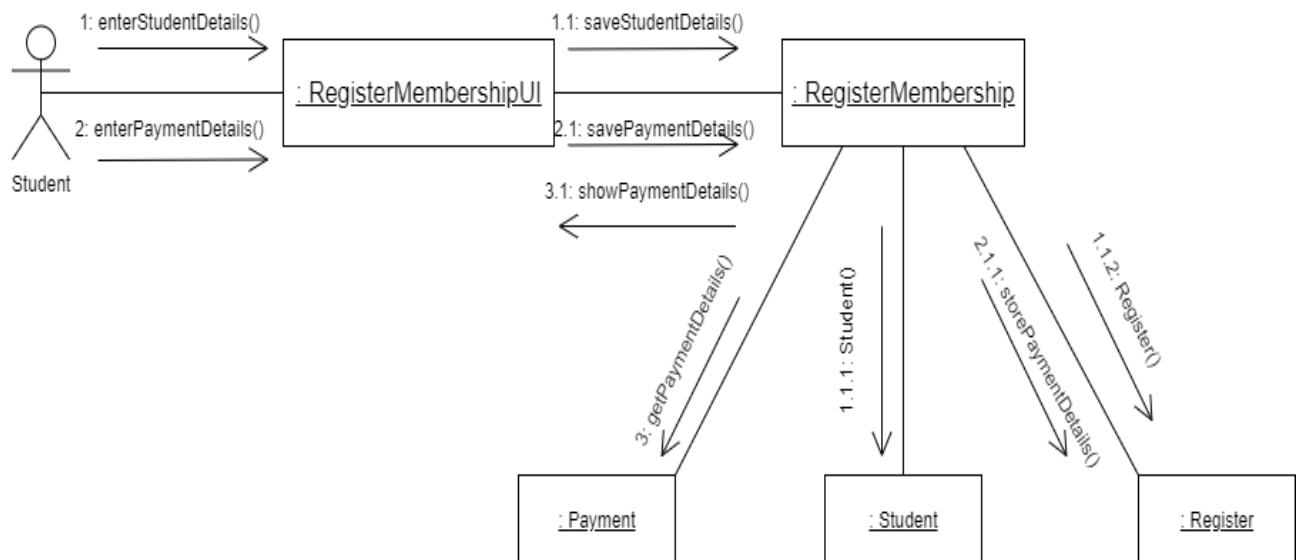 1: enterStudentDetails()
1.1: saveStudentDetails()
: RegisterMembershipUI
: RegisterMembership
2: enterPaymentDetails()
2.1: savePaymentDetails()
Student
3.1: showPaymentDetails()
3: getPaymentDetails()
1.1.1: Student()
2.1.1: storePaymentDetails()
1.1.2: Register()
: Payment
: Student
: Register